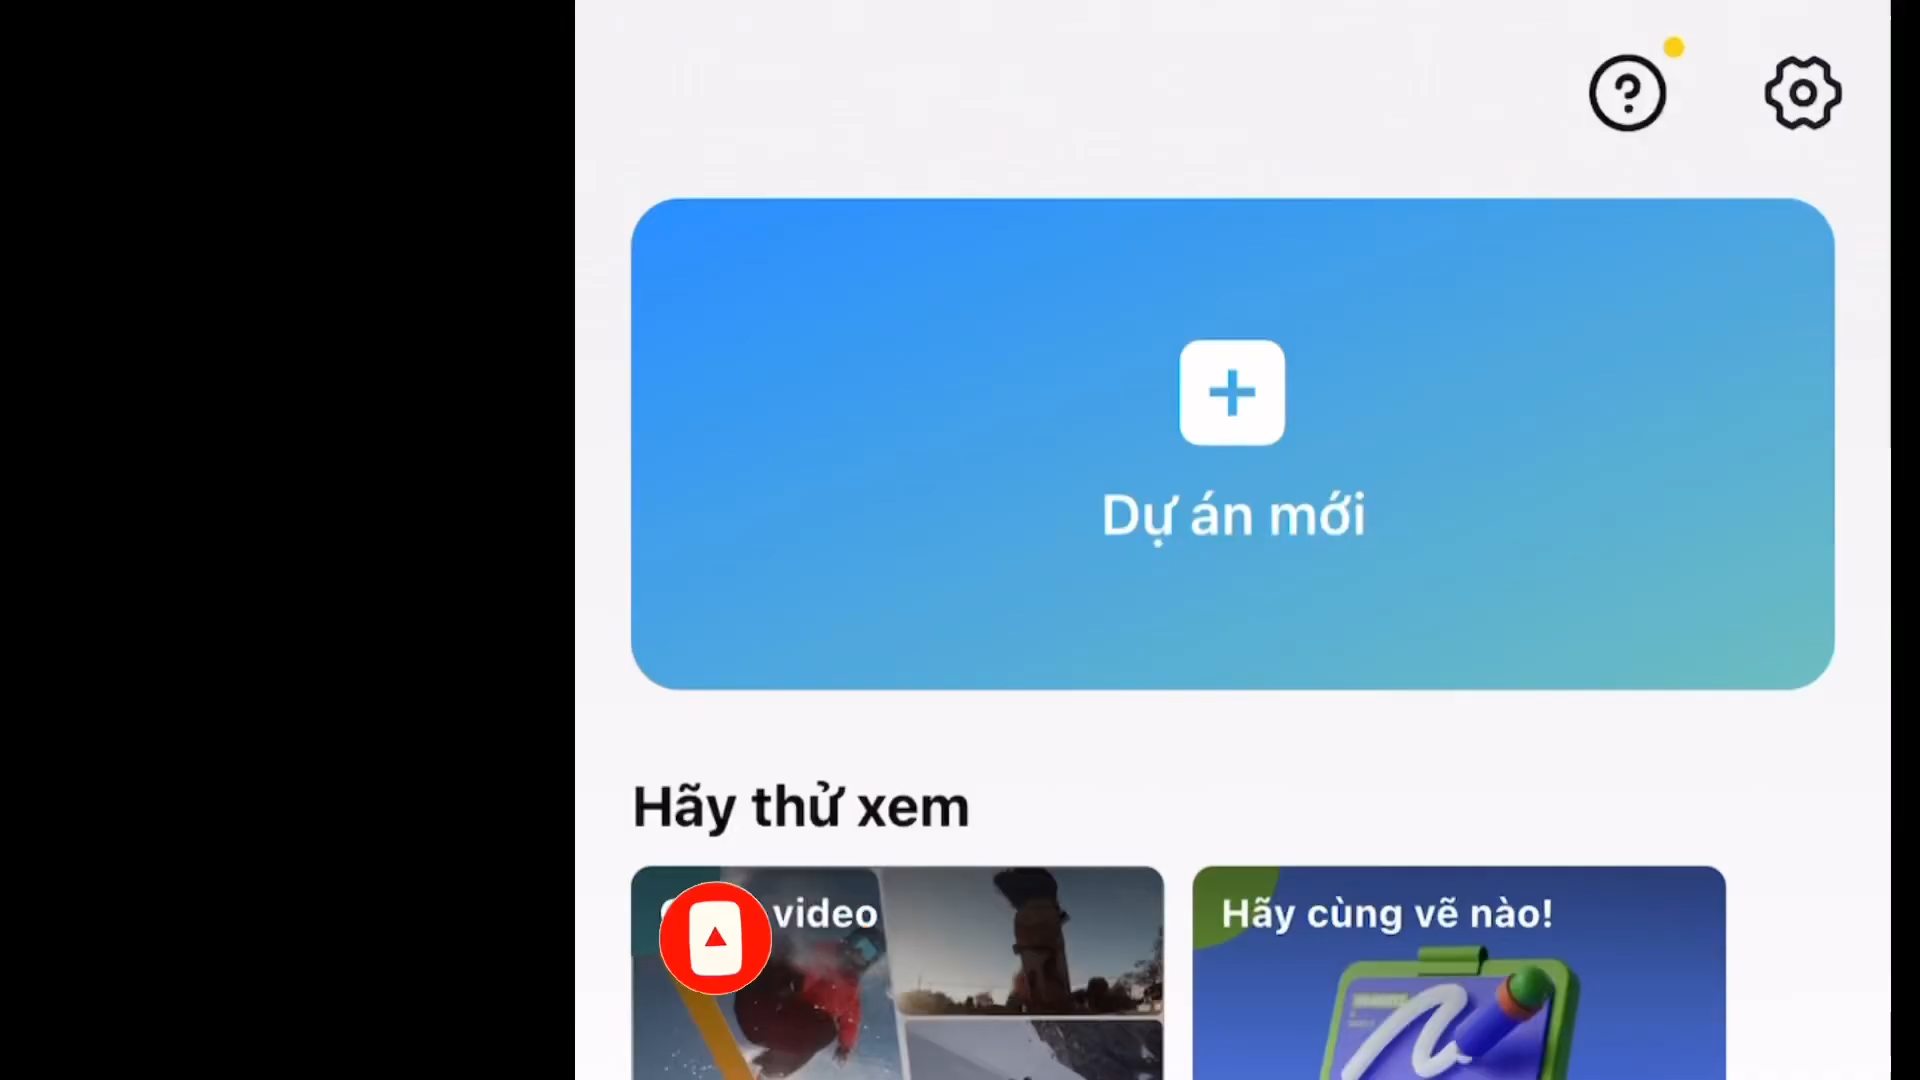 Dự án mới
Hãy thử xem
video
Hãy cùng vẽ nào!